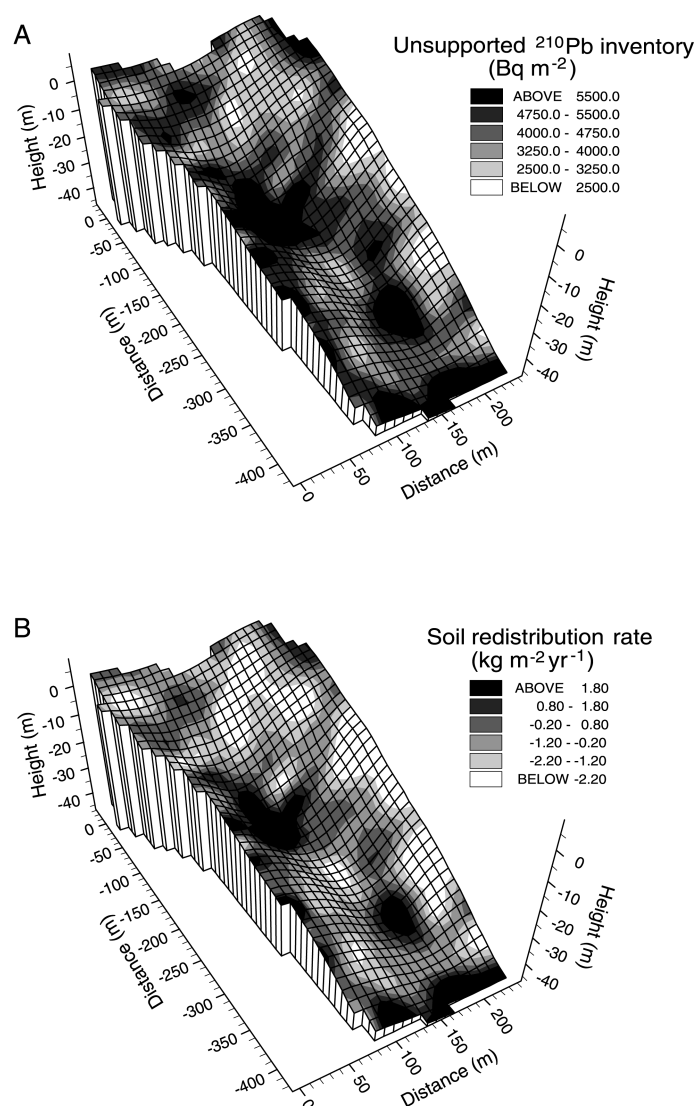 A
Unsupported ²¹⁰Pb inventory
(Bq m⁻²)
ABOVE 5500.0
4750.0 - 5500.0
4000.0 - 4750.0
3250.0 - 4000.0
2500.0 - 3250.0
BELOW 2500.0
Height (m)
0
-10
-20
-30
-40
Distance (m)
0
-50
-100
-150
-200
-250
-300
-350
-400
Distance (m)
0
50
100
150
200
Height (m)
0
-10
-20
-30
-40
B
Soil redistribution rate
(kg m⁻² yr⁻¹)
ABOVE 1.80
0.80 - 1.80
-0.20 - 0.80
-1.20 - -0.20
-2.20 - -1.20
BELOW -2.20
Height (m)
0
-10
-20
-30
-40
Distance (m)
0
-50
-100
-150
-200
-250
-300
-350
-400
Distance (m)
0
50
100
150
200
Height (m)
0
-10
-20
-30
-40